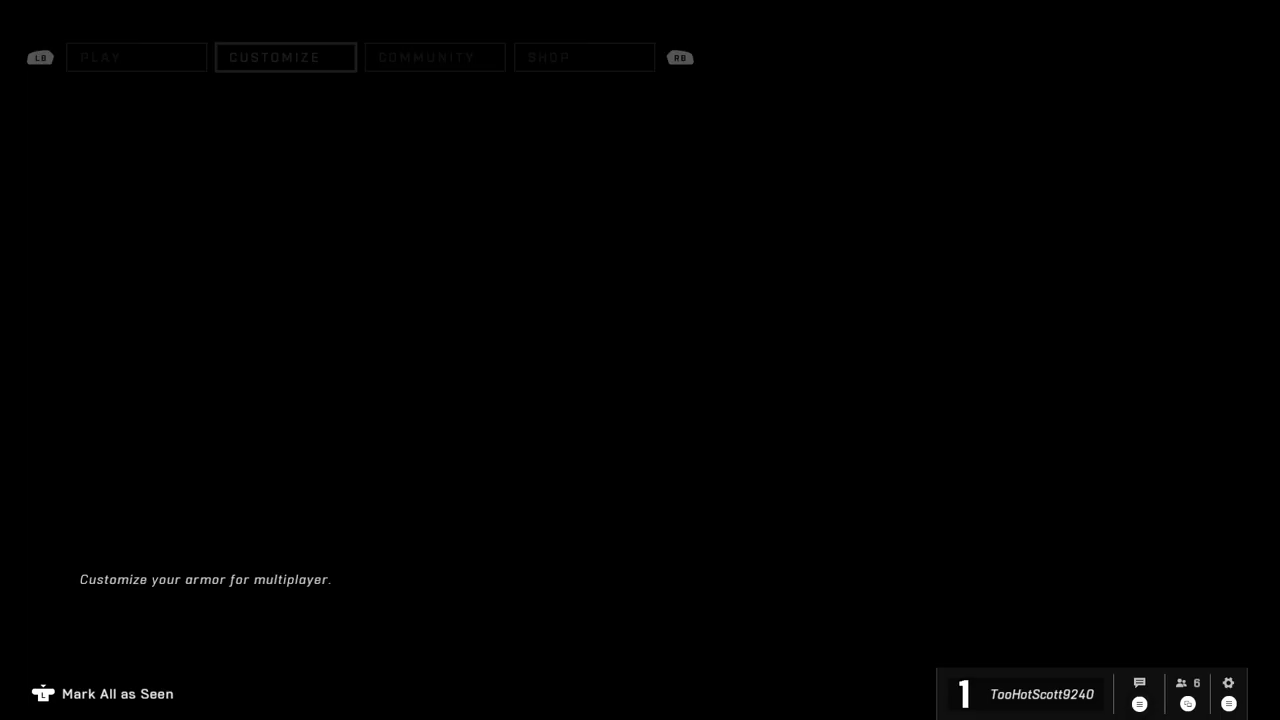 LB PLAY CUSTOMIZE COMMUNITY SHOP RB
Customize your armor for multiplayer.
L Mark All as Seen
1 TooHotScott9240 6